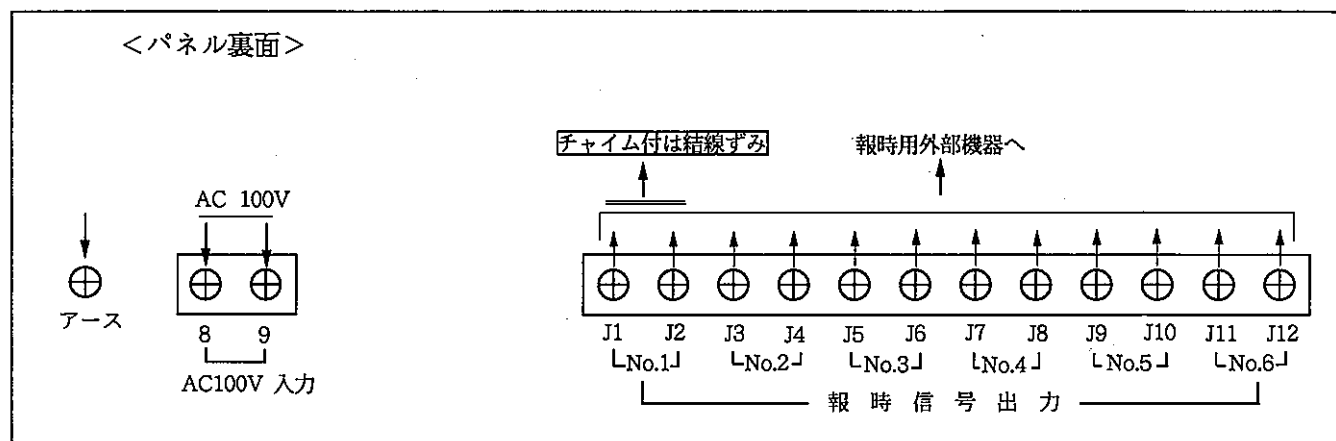 ＜パネル裏面＞
チャイム付は結線ずみ
報時用外部機器へ
AC 100V
アース
8 9
J1 J2 J3 J4 J5 J6 J7 J8 J9 J10 J11 J12
No.1 No.2 No.3 No.4 No.5 No.6
AC100V 入力
報時信号出力